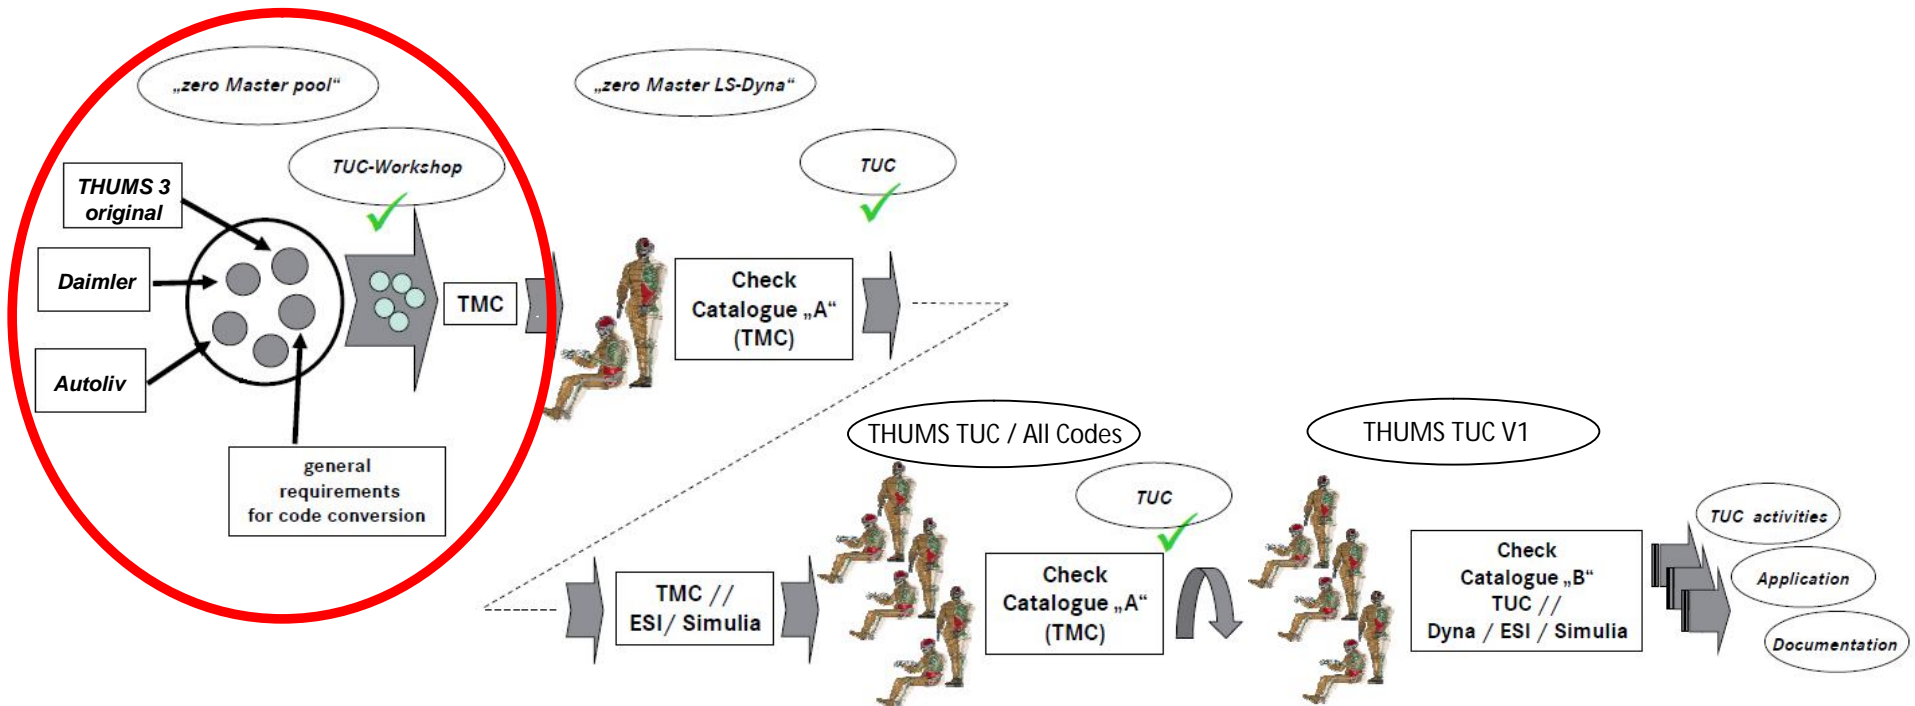 „zero Master pool“
„zero Master LS-Dyna“
TUC-Workshop
TUC
THUMS 3
original
Daimler
Autoliv
TMC
Check
Catalogue „A“
(TMC)
general
requirements
for code conversion
THUMS TUC / All Codes
THUMS TUC V1
TUC
TMC //
ESI/ Simulia
Check
Catalogue „A“
(TMC)
Check
Catalogue „B“
TUC //
Dyna / ESI / Simulia
TUC activities
Application
Documentation